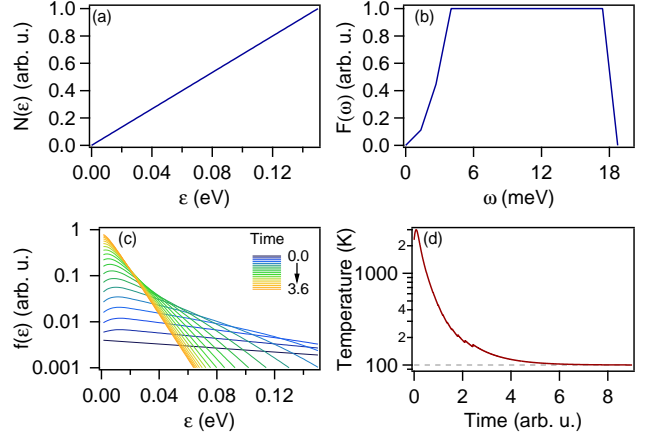 (a)
N(ε) (arb. u.)
1.0
0.8
0.6
0.4
0.2
0.0
0.00 0.04 0.08 0.12
ε (eV)
(b)
F(ω) (arb. u.)
1.0
0.8
0.6
0.4
0.2
0.0
0 6 12 18
ω (meV)
(c)
f(ε) (arb. u.)
1
0.1
0.01
0.001
Time
0.0
3.6
0.00 0.04 0.08 0.12
ε (eV)
(d)
Temperature (K)
2
1000
2
100
0 2 4 6 8
Time (arb. u.)